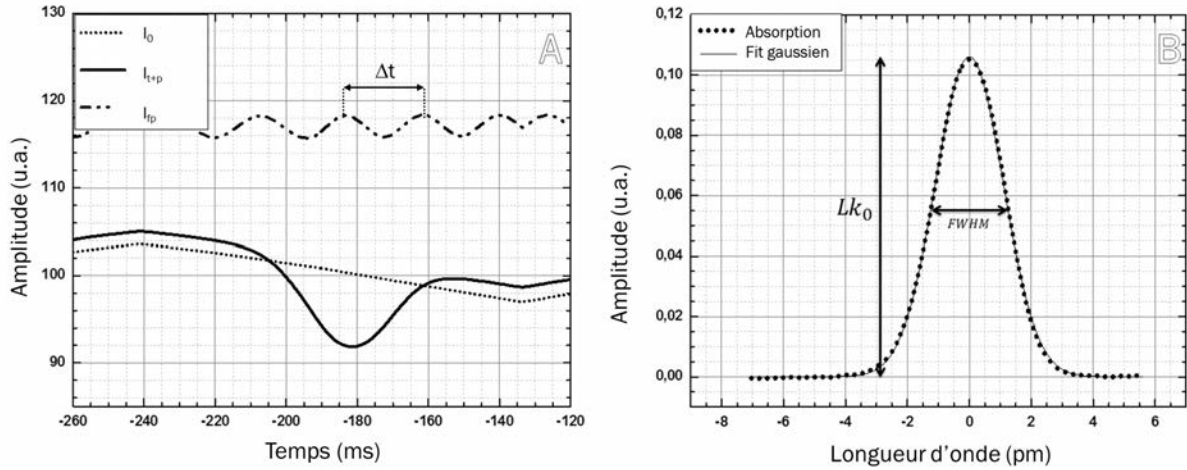 130
120
110
100
90
-260
-240
-220
-200
-180
-160
-140
-120
Amplitude (u.a.)
Temps (ms)
I0
It+p
Ifp
Δt
A
0,12
0,10
0,08
0,06
0,04
0,02
0,00
-8
-6
-4
-2
0
2
4
6
Amplitude (u.a.)
Longueur d'onde (pm)
Absorption
Fit gaussien
Lk0
FWHM
B